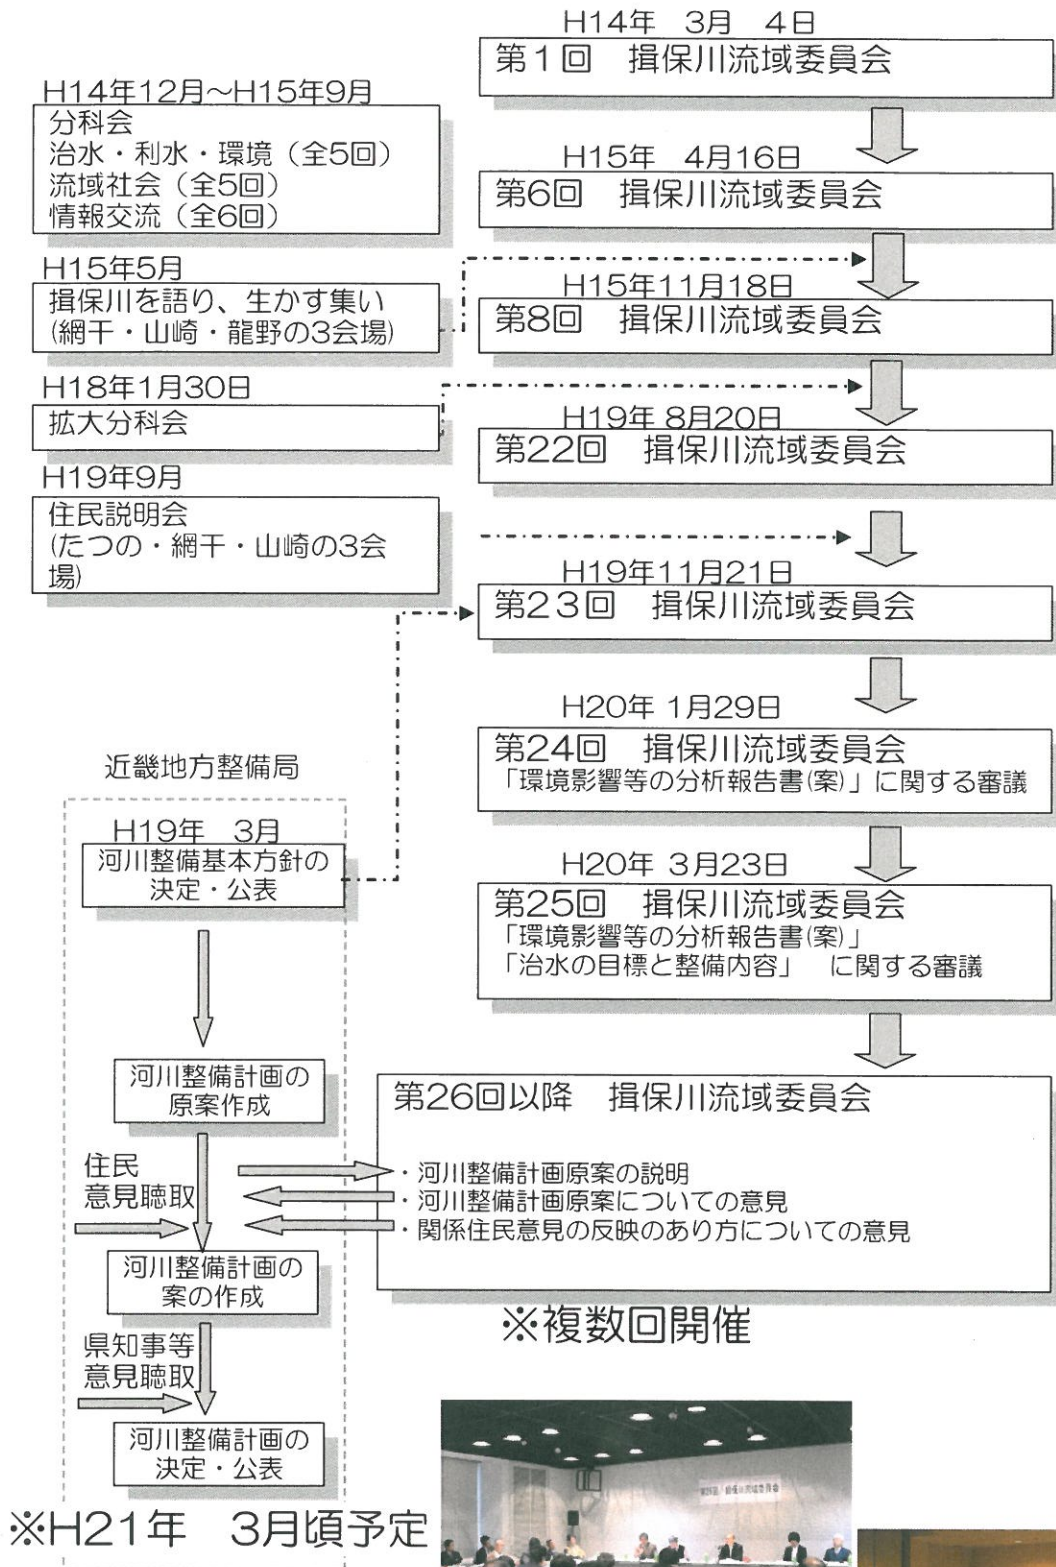 H14年　3月　4日
第１回　揖保川流域委員会
H14年12月～H15年9月
分科会
治水・利水・環境（全5回）
流域社会（全5回）
情報交流（全6回）
H15年　4月16日
第6回　揖保川流域委員会
H15年5月
揖保川を語り、生かす集い
(網干・山崎・龍野の3会場)
H15年11月18日
第8回　揖保川流域委員会
H18年1月30日
拡大分科会
H19年 8月20日
第22回　揖保川流域委員会
H19年9月
住民説明会
(たつの・網干・山崎の3会
場)
H19年11月21日
第２３回　揖保川流域委員会
H20年 1月29日
第24回　揖保川流域委員会
「環境影響等の分析報告書(案)」に関する審議
近畿地方整備局
H19年　3月
河川整備基本方針の
決定・公表
H20年 3月23日
第25回　揖保川流域委員会
「環境影響等の分析報告書(案)」
「治水の目標と整備内容」　に関する審議
河川整備計画の
原案作成
第26回以降　揖保川流域委員会
住民
意見聴取
・河川整備計画原案の説明
・河川整備計画原案についての意見
・関係住民意見の反映のあり方についての意見
河川整備計画の
案の作成
※複数回開催
県知事等
意見聴取
河川整備計画の
決定・公表
※H21年　3月頃予定